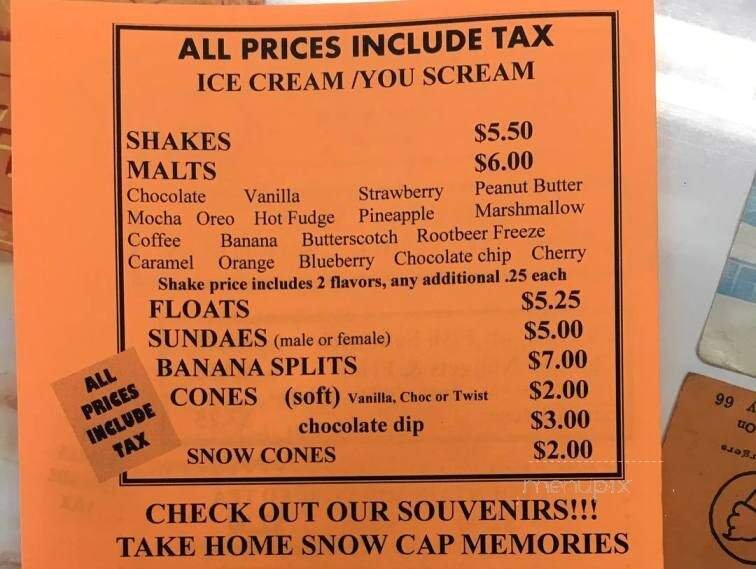 ALL PRICES INCLUDE TAX
ICE CREAM /YOU SCREAM
SHAKES $5.50
MALTS $6.00
Chocolate Vanilla Strawberry Peanut Butter
Mocha Oreo Hot Fudge Pineapple Marshmallow
Coffee Banana Butterscotch Rootbeer Freeze
Caramel Orange Blueberry Chocolate chip Cherry
Shake price includes 2 flavors, any additional .25 each
FLOATS $5.25
SUNDAES (male or female) $5.00
BANANA SPLITS $7.00
CONES (soft) Vanilla, Choc or Twist $2.00
chocolate dip $3.00
SNOW CONES $2.00
ALL
PRICES
INCLUDE
TAX
menupix
CHECK OUT OUR SOUVENIRS!!!
TAKE HOME SNOW CAP MEMORIES
66
On